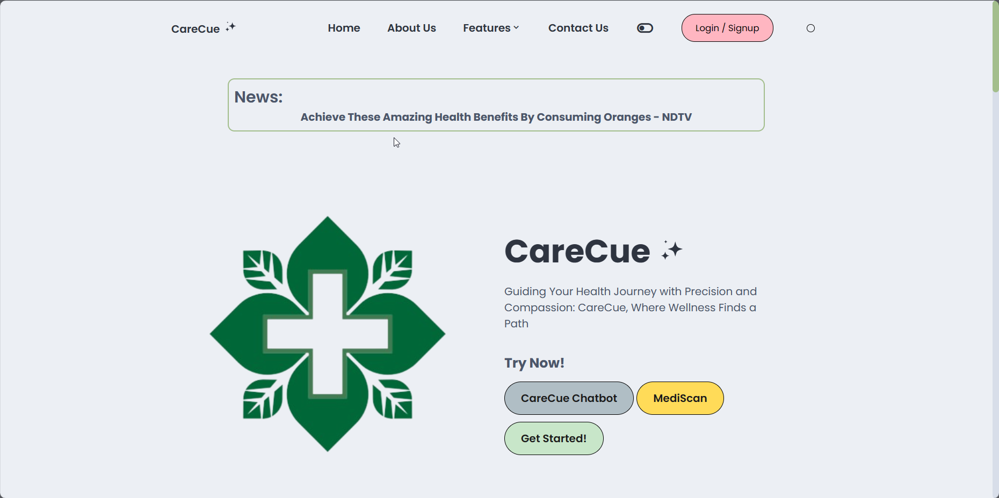 CareCue
Home
About Us
Features
Contact Us
Login / Signup
News:
Achieve These Amazing Health Benefits By Consuming Oranges - NDTV
CareCue
Guiding Your Health Journey with Precision and
Compassion: CareCue, Where Wellness Finds a
Path
Try Now!
CareCue Chatbot
MediScan
Get Started!